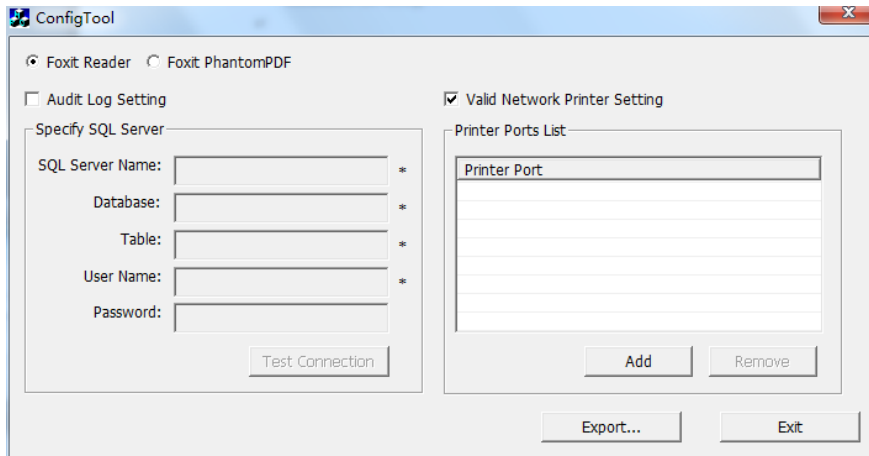 ConfigTool
Foxit Reader Foxit PhantomPDF
Audit Log Setting
Valid Network Printer Setting
Specify SQL Server
SQL Server Name: *
Database: *
Table: *
User Name: *
Password:
Test Connection
Printer Ports List
Printer Port
Add Remove
Export... Exit